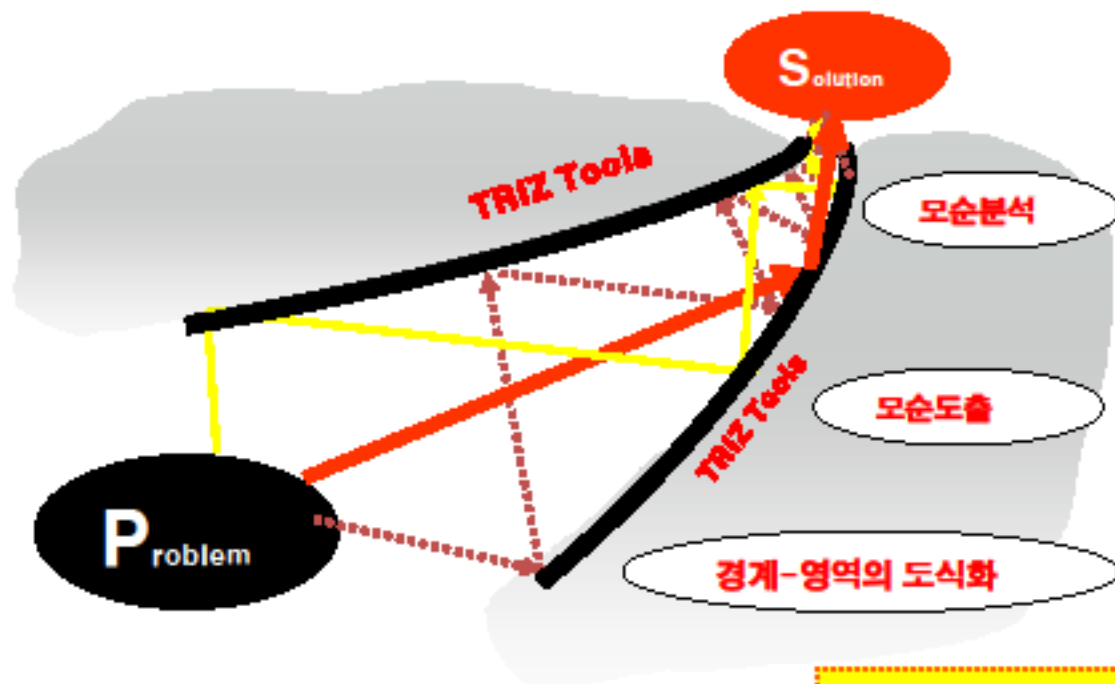 Solution
TRIZ Tools
모순분석
TRIZ Tools
모순도출
Problem
경계-영역의 도식화